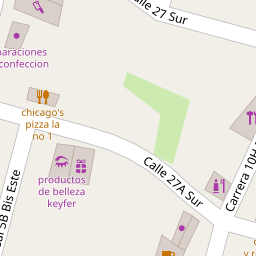 Calle 27 Sur
paraciones
confeccion
chicago's
pizza la
no 1
Calle 27A Sur
productos
de belleza
keyfer
Carrera 10H
5B Bis Este